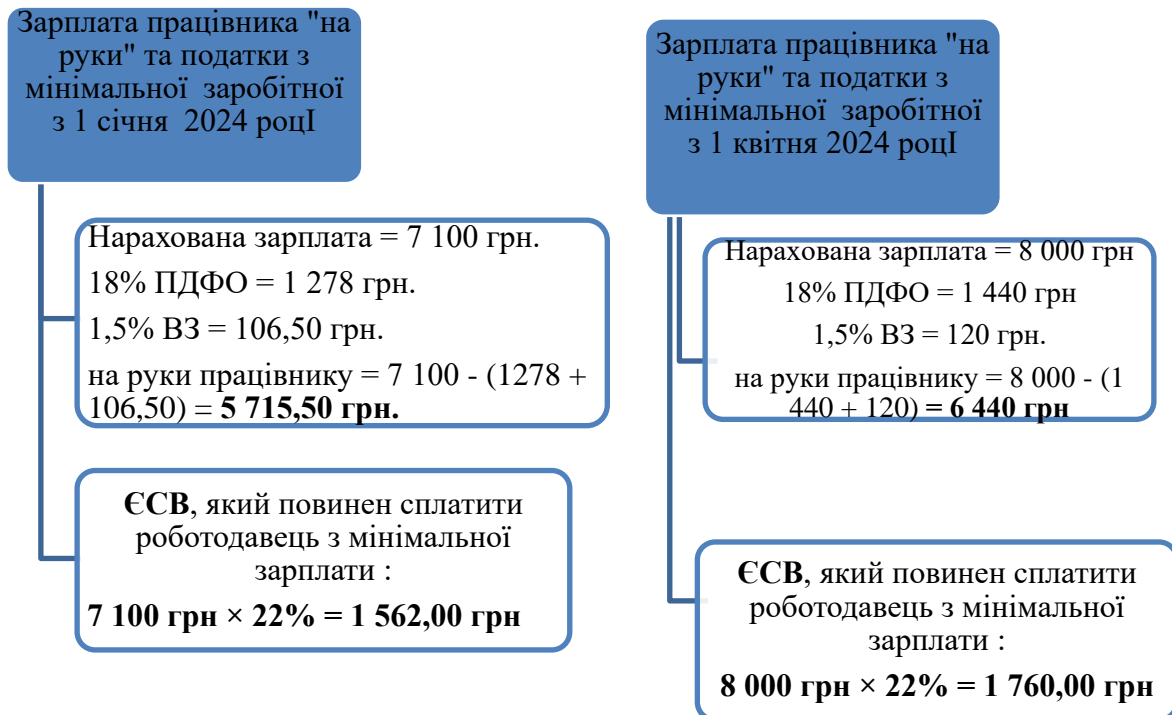 Зарплата працівника "на
руки" та податки з
мінімальної заробітної
з 1 січня 2024 роцІ
Нарахована зарплата = 7 100 грн.
18% ПДФО = 1 278 грн.
1,5% ВЗ = 106,50 грн.
на руки працівнику = 7 100 - (1278 +
106,50) = 5 715,50 грн.
ЄСВ, який повинен сплатити
роботодавець з мінімальної
зарплати :
7 100 грн × 22% = 1 562,00 грн
Зарплата працівника "на
руки" та податки з
мінімальної заробітної
з 1 квітня 2024 роцІ
Нарахована зарплата = 8 000 грн
18% ПДФО = 1 440 грн
1,5% ВЗ = 120 грн.
на руки працівнику = 8 000 - (1
440 + 120) = 6 440 грн
ЄСВ, який повинен сплатити
роботодавець з мінімальної
зарплати :
8 000 грн × 22% = 1 760,00 грн